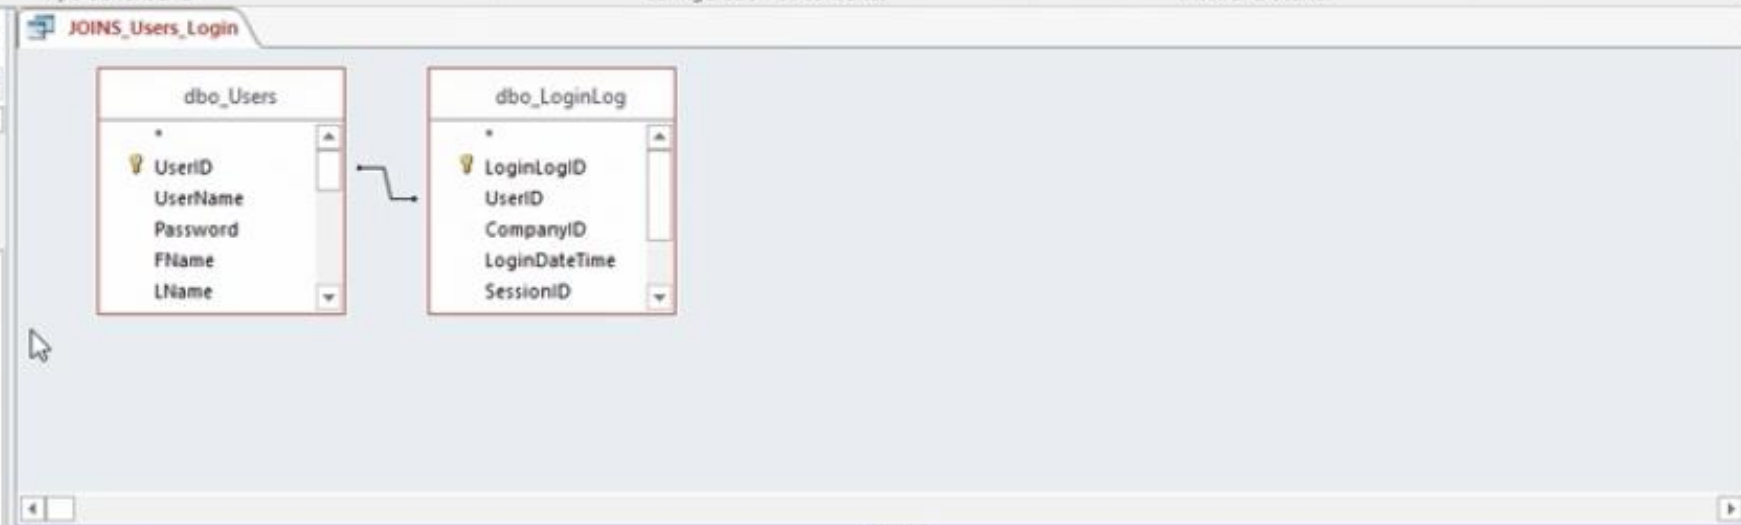 JOINS_Users_Login
dbo_Users
*
UserID
UserName
Password
FName
LName
dbo_LoginLog
*
LoginLogID
UserID
CompanyID
LoginDateTime
SessionID